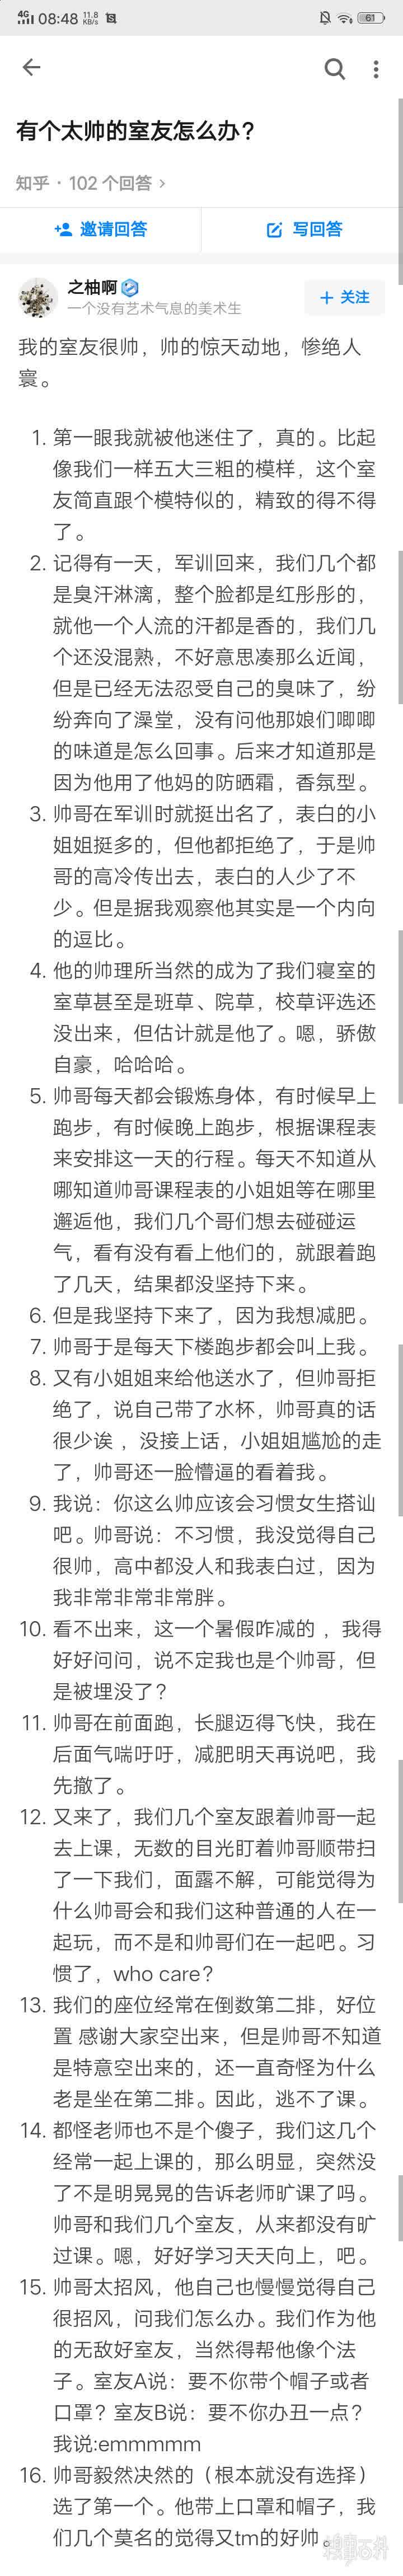 4G 08:48 11.8 KB/s 61
有个太帅的室友怎么办?
知乎 · 102 个回答 >
邀请回答 写回答
之柚啊
一个没有艺术气息的美术生
+ 关注
我的室友很帅，帅的惊天动地，惨绝人
寰。
1. 第一眼我就被他迷住了，真的。比起
像我们一样五大三粗的模样，这个室
友简直跟个模特似的，精致的得不得
了。
2. 记得有一天，军训回来，我们几个都
是臭汗淋漓，整个脸都是红彤彤的，
就他一个人流的汗都是香的，我们几
个还没混熟，不好意思凑那么近闻，
但是已经无法忍受自己的臭味了，纷
纷奔向了澡堂，没有问他那娘们唧唧
的味道是怎么回事。后来才知道那是
因为他用了他妈的防晒霜，香氛型。
3. 帅哥在军训时就挺出名了，表白的小
姐姐挺多的，但他都拒绝了，于是帅
哥的高冷传出去，表白的人少了不
少。但是据我观察他其实是一个内向
的逗比。
4. 他的帅理所当然的成为了我们寝室的
室草甚至是班草、院草，校草评选还
没出来，但估计就是他了。嗯，骄傲
自豪，哈哈哈。
5. 帅哥每天都会锻炼身体，有时候早上
跑步，有时候晚上跑步，根据课程表
来安排这一天的行程。每天不知道从
哪知道帅哥课程表的小姐姐等在哪里
邂逅他，我们几个哥们想去碰碰运
气，看有没有看上他们的，就跟着跑
了几天，结果都没坚持下来。
6. 但是我坚持下来了，因为我想减肥。
7. 帅哥于是每天下楼跑步都会叫上我。
8. 又有小姐姐来给他送水了，但帅哥拒
绝了，说自己带了水杯，帅哥真的话
很少诶 ，没接上话，小姐姐尴尬的走
了，帅哥还一脸懵逼的看着我。
9. 我说：你这么帅应该会习惯女生搭讪
吧。帅哥说：不习惯，我没觉得自己
很帅，高中都没人和我表白过，因为
我非常非常非常胖。
10. 看不出来，这一个暑假咋减的 ，我得
好好问问，说不定我也是个帅哥，但
是被埋没了？
11. 帅哥在前面跑，长腿迈得飞快，我在
后面气喘吁吁，减肥明天再说吧，我
先撤了。
12. 又来了，我们几个室友跟着帅哥一起
去上课，无数的目光盯着帅哥顺带扫
了一下我们，面露不解，可能觉得为
什么帅哥会和我们这种普通的人在一
起玩，而不是和帅哥们在一起吧。习
惯了，who care？
13. 我们的座位经常在倒数第二排，好位
置 感谢大家空出来，但是帅哥不知道
是特意空出来的，还一直奇怪为什么
老是坐在第二排。因此，逃不了课。
14. 都怪老师也不是个傻子，我们这几个
经常一起上课的，那么明显，突然没
了不是明晃晃的告诉老师旷课了吗。
帅哥和我们几个室友，从来都没有旷
过课。嗯，好好学习天天向上，吧。
15. 帅哥太招风，他自己也慢慢觉得自己
很招风，问我们怎么办。我们作为他
的无敌好室友，当然得帮他像个法
子。室友A说：要不你带个帽子或者
口罩？室友B说：要不你办丑一点？
我说:emmmmm
16. 帅哥毅然决然的（根本就没有选择）
选了第一个。他带上口罩和帽子，我
们几个莫名的觉得又tm的好帅。